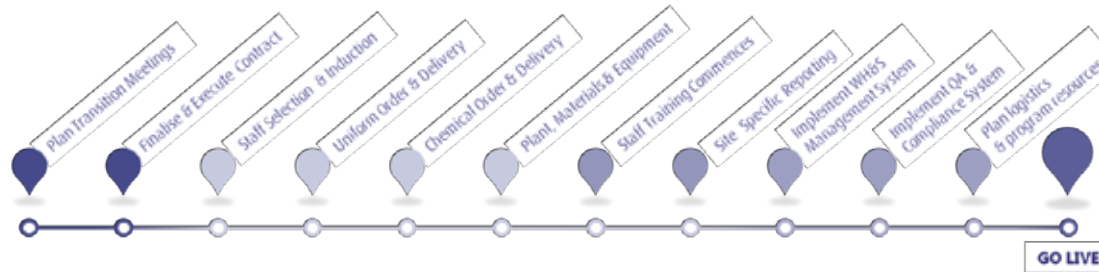 Plan Transition Meetings
Finalise & Execute Contract
Staff Selection & Induction
Uniform Order & Delivery
Chemical Order & Delivery
Plant, Materials & Equipment
Staff Training Commences
Site Specific Reporting
Implement WH&S
Management System
Implement QA &
Compliance System
Plan logistics
& program resources
GO LIVE